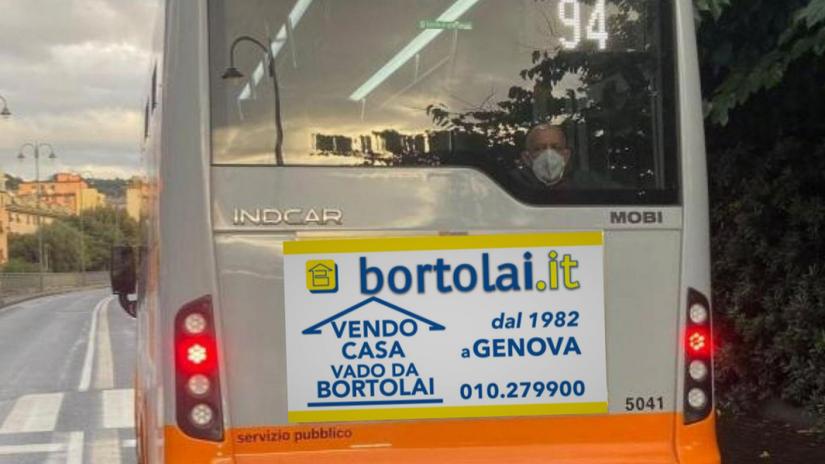 94
INDCAR
MOBI
bortolai.it
VENDO
CASA
VADO DA
BORTOLAI
dal 1982
a GENOVA
010.279900
5041
servizio pubblico